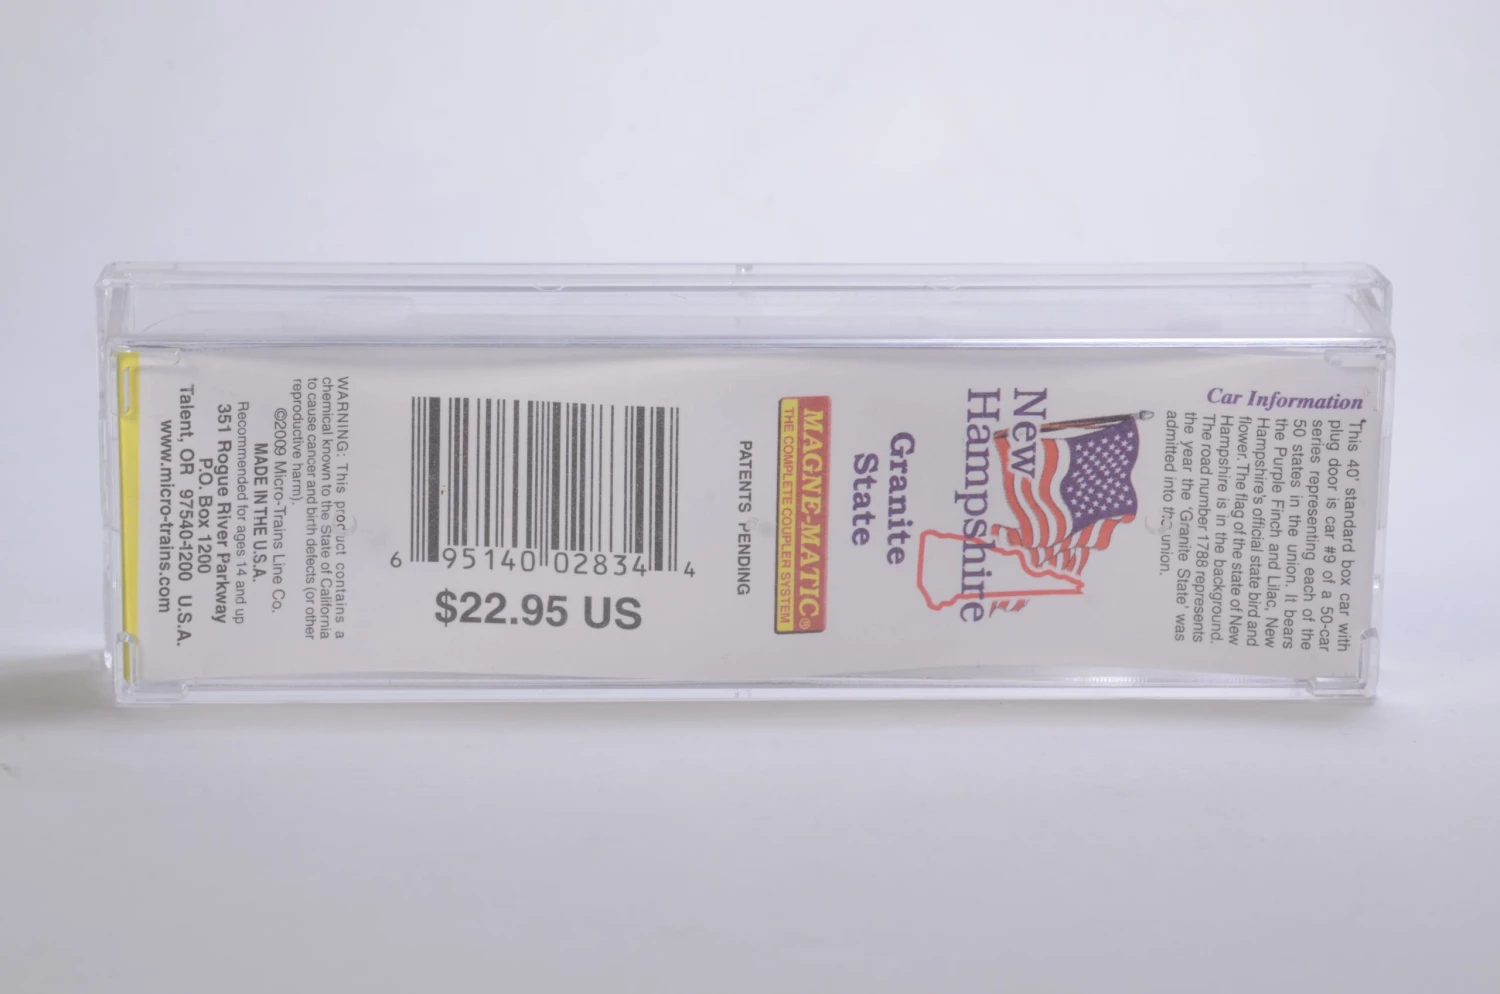 Car Information
This 40' standard box car with
plug door is car #9 of a 50-car
series representing each of the
50 states in the union. It bears
the Purple Finch and Lilac, New
Hampshire's official state bird and
flower. The flag of the state of New
Hampshire is in the background.
The road number 1788 represents
the year the 'Granite State' was
admitted into the union.
New
Hampshire
Granite
State
MAGNE-MATIC®
THE COMPLETE COUPLER SYSTEM
PATENTS PENDING
6 95140 02834 4
$22.95 US
WARNING: This product contains a
chemical known to the State of California
to cause cancer and birth defects (or other
reproductive harm).
©2009 Micro-Trains Line Co.
MADE IN THE U.S.A.
Recommended for ages 14 and up
351 Rogue River Parkway
P.O. Box 1200
Talent, OR 97540-1200 U.S.A.
www.micro-trains.com